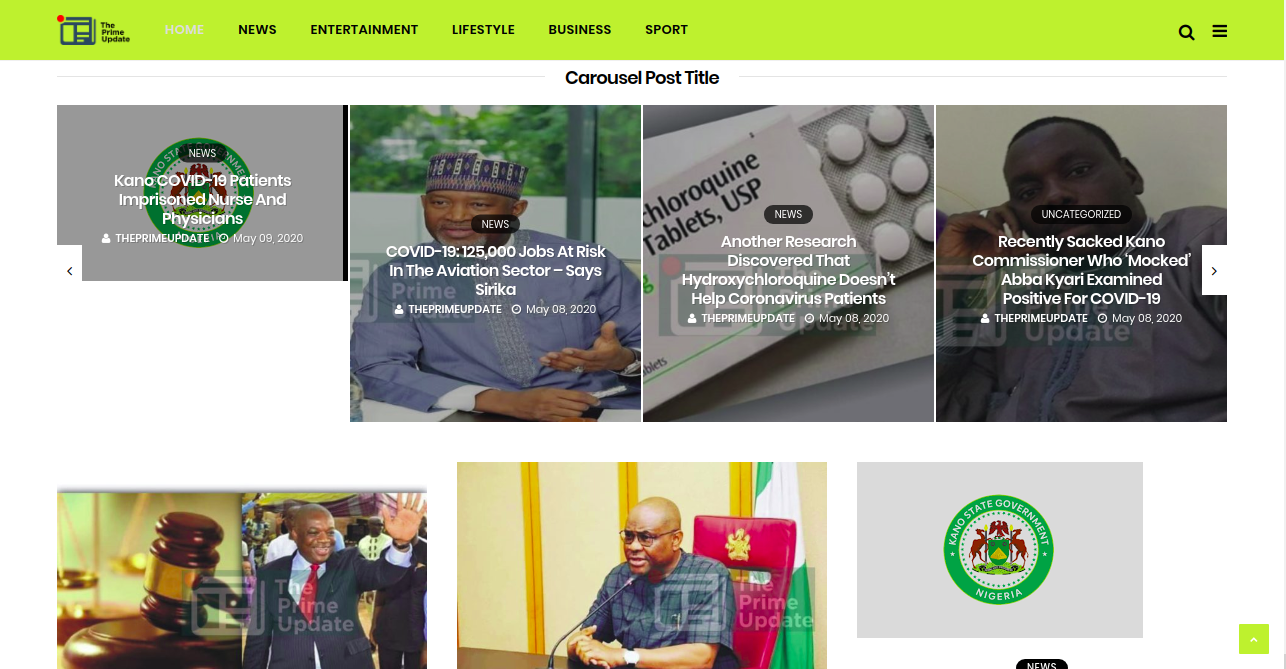 The
Prime
Update
HOME NEWS ENTERTAINMENT LIFESTYLE BUSINESS SPORT
Carousel Post Title
NEWS
Kano COVID-19 Patients
Imprisoned Nurse And
Physicians
THEPRIMEUPDATE May 09, 2020
NEWS
COVID-19: 125,000 Jobs At Risk
In The Aviation Sector – Says
Sirika
THEPRIMEUPDATE May 08, 2020
chloroquine
Tablets, USP
NEWS
Another Research
Discovered That
Hydroxychloroquine Doesn't
Help Coronavirus Patients
THEPRIMEUPDATE May 08, 2020
UNCATEGORIZED
Recently Sacked Kano
Commissioner Who 'Mocked'
Abba Kyari Examined
Positive For COVID-19
THEPRIMEUPDATE May 08, 2020
The
Prime
Update
The
Prime
Update
KANO STATE GOVERNMENT
NIGERIA
NEWS